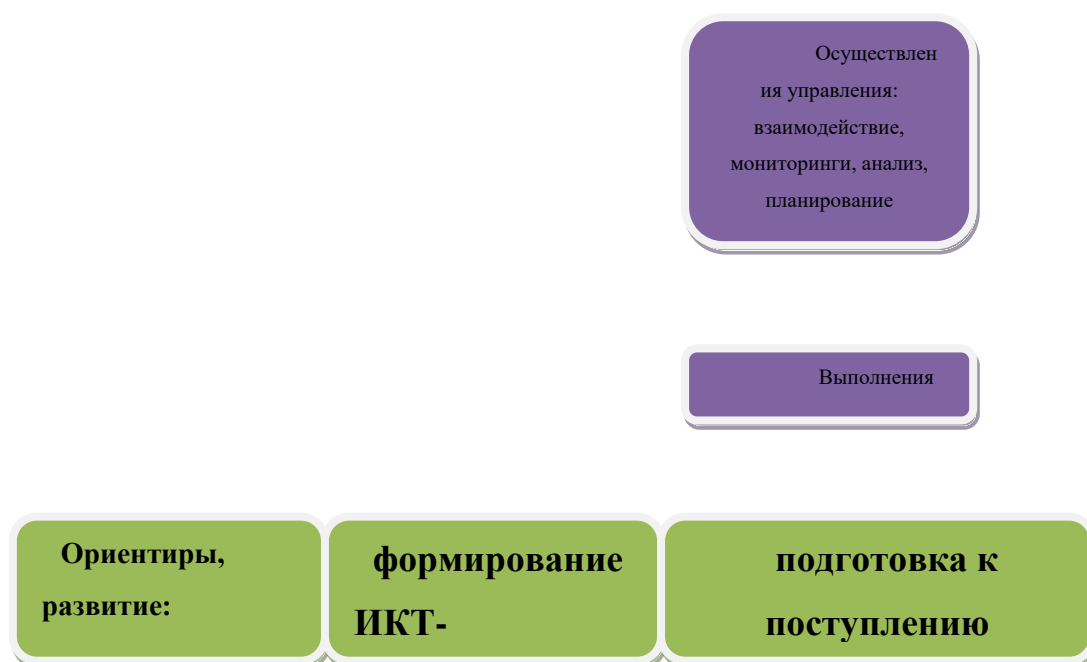 Осуществлен
ия управления:
взаимодействие,
мониторинги, анализ,
планирование
Выполнения
Ориентиры,
развитие:
формирование
ИКТ-
подготовка к
поступлению